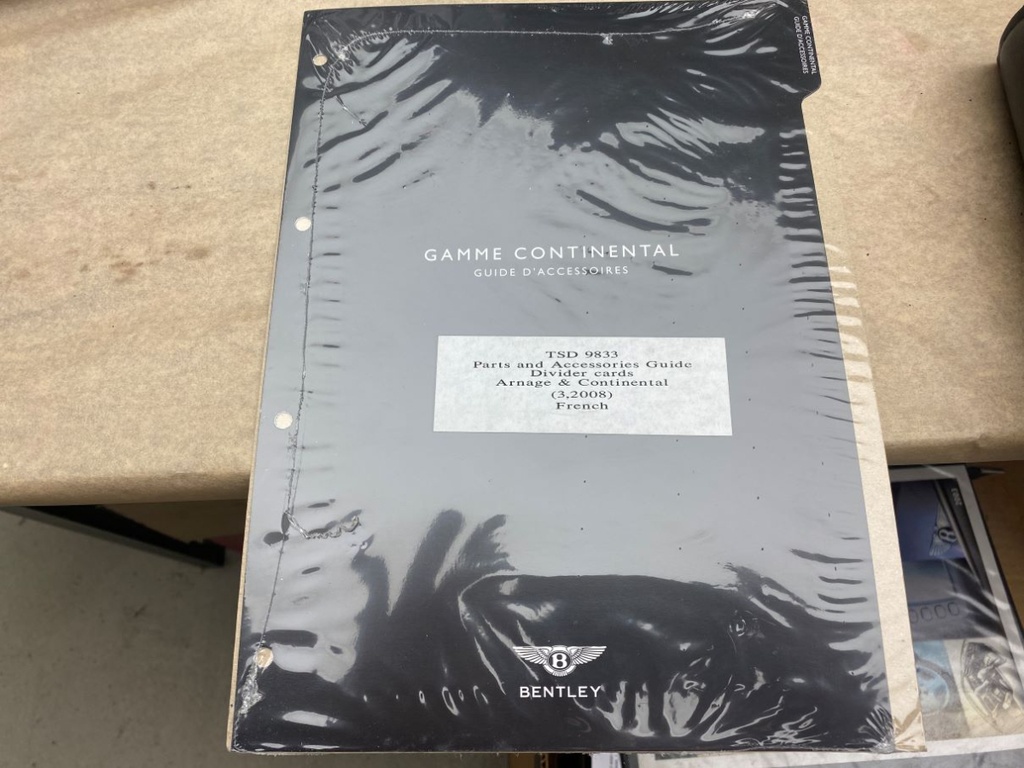 GAMME CONTINENTAL
GUIDE D'ACCESSOIRES
GAMME CONTINENTAL
GUIDE D'ACCESSOIRES
TSD 9833
Parts and Accessories Guide
Divider cards
Arnage & Continental
(3,2008)
French
B
BENTLEY